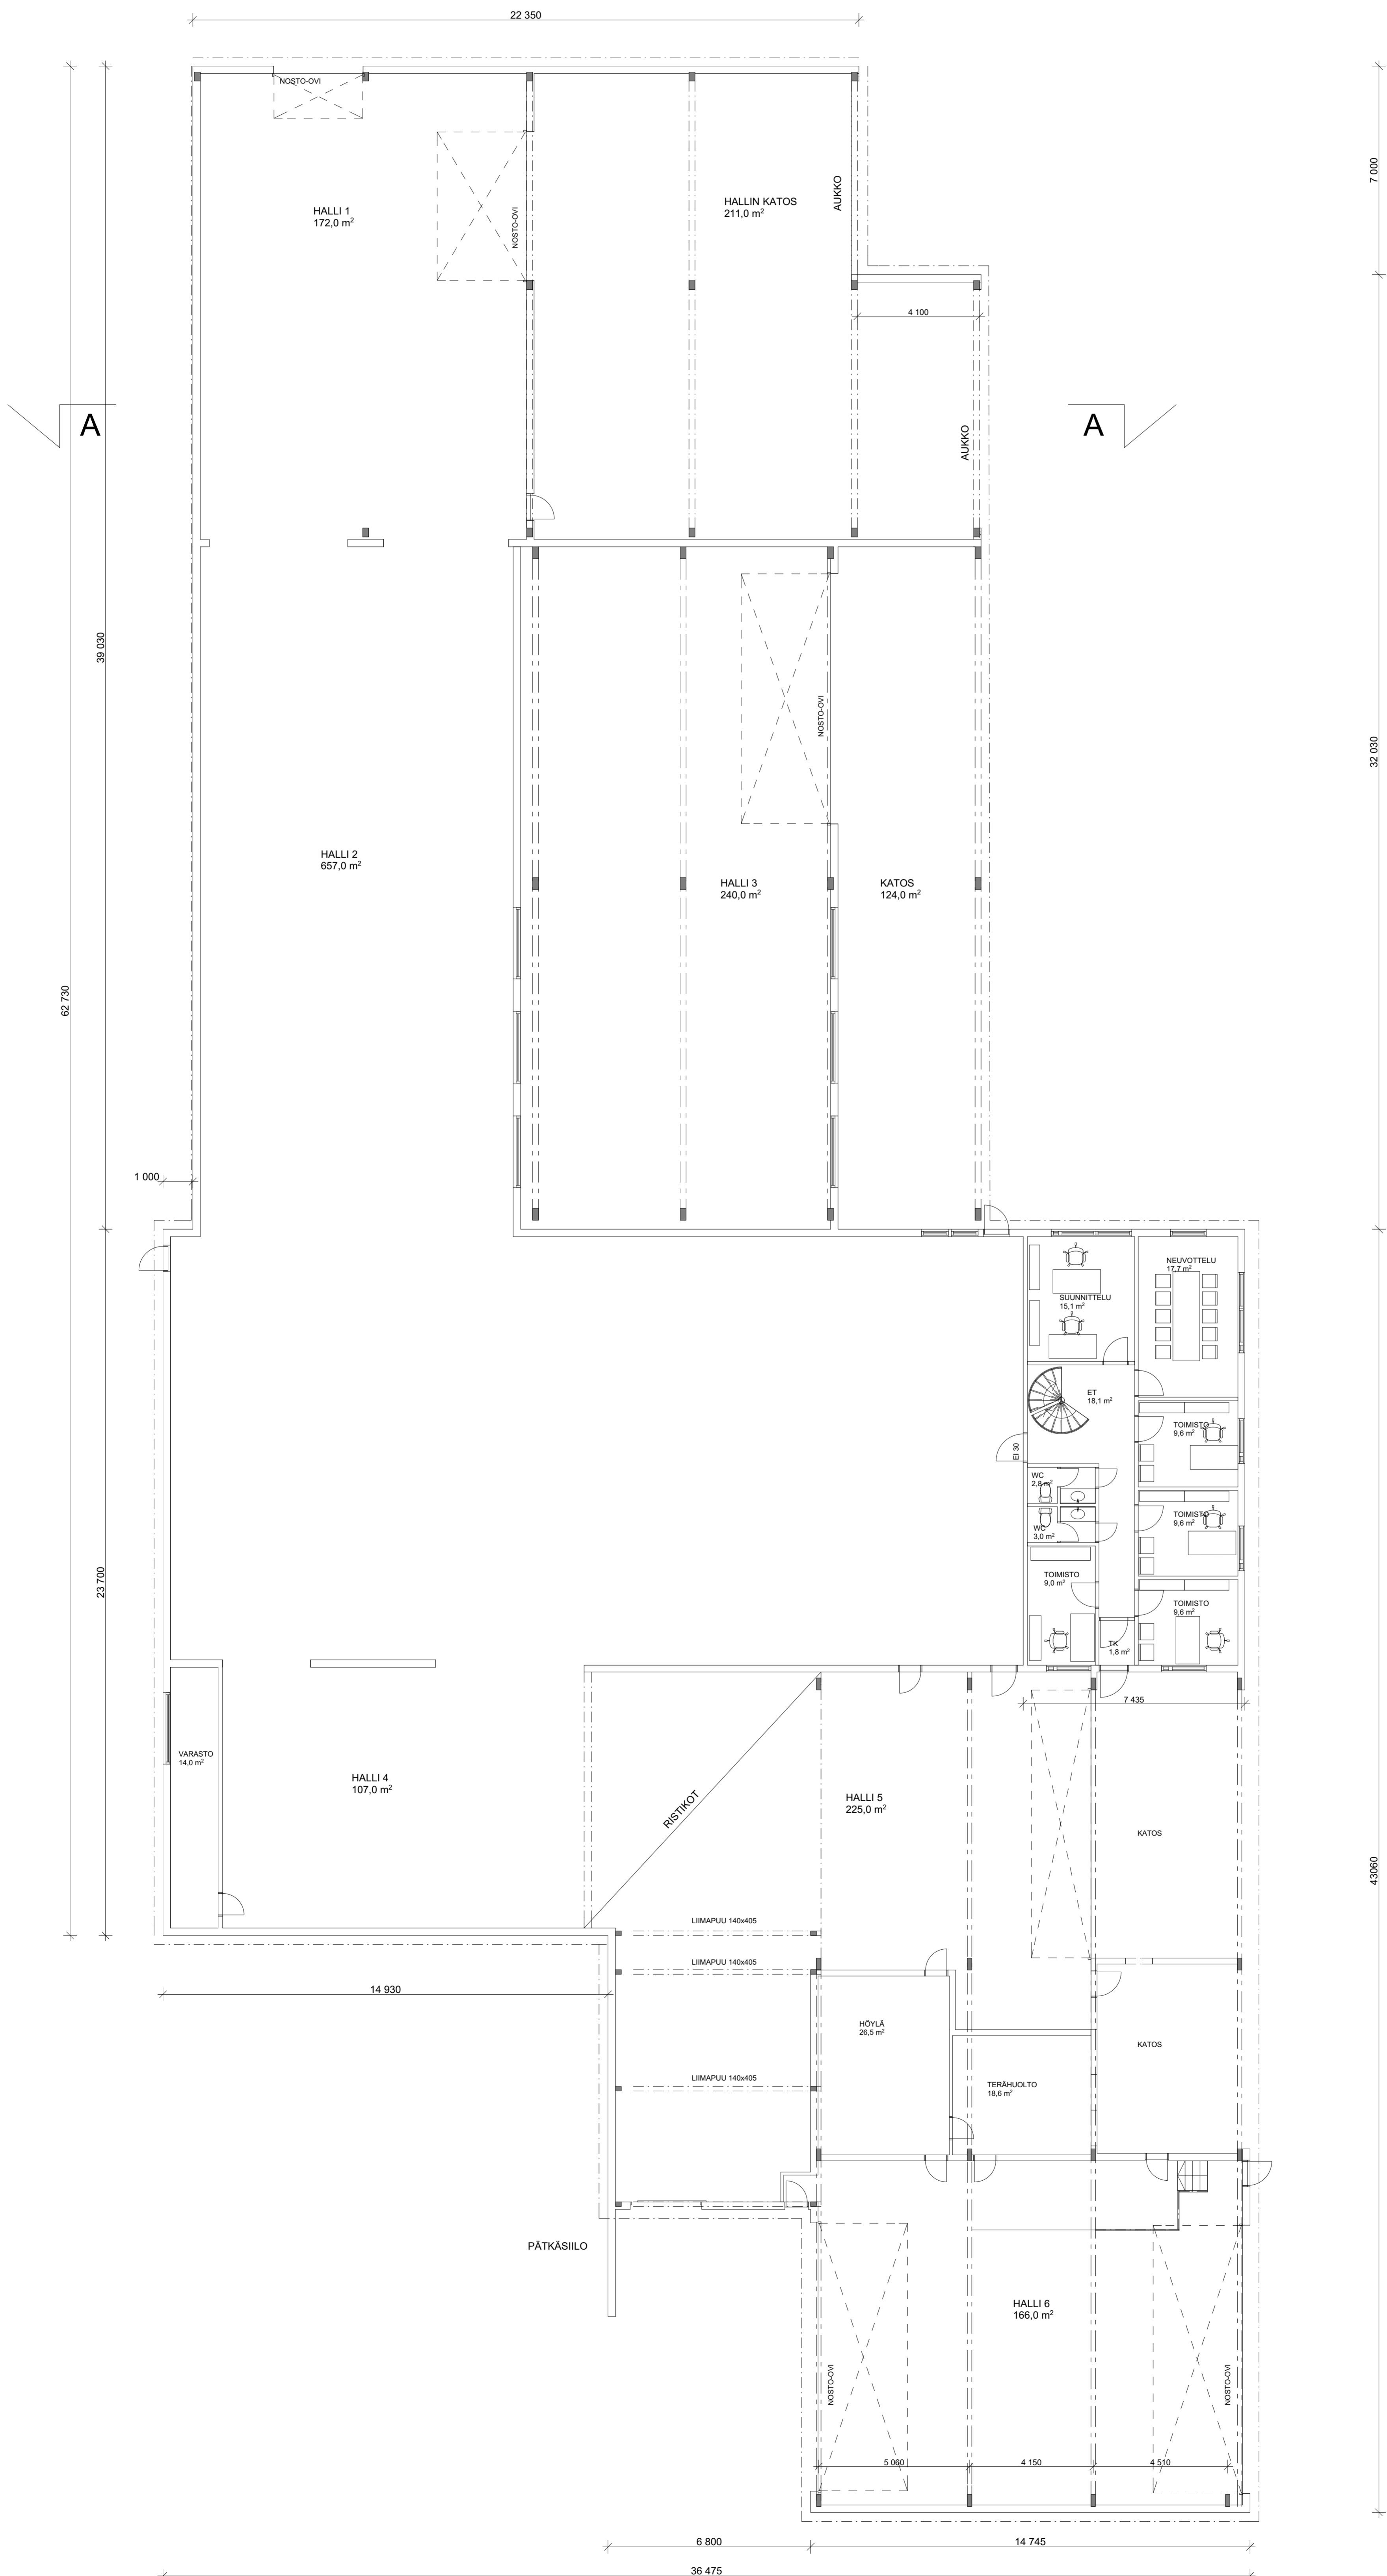 22 350
NOSTO-OVI
7 000
HALLI 1
172,0 m²
NOSTO-OVI
HALLIN KATOS
211,0 m²
AUKKO
4 100
A
A
AUKKO
39 030
NOSTO-OVI
32 030
HALLI 2
657,0 m²
HALLI 3
240,0 m²
KATOS
124,0 m²
62 730
1 000
NEUVOTTELU
17,7 m²
SUUNNITTELU
15,1 m²
ET
18,1 m²
TOIMISTO
9,6 m²
EI 30
WC
2,8 m²
TOIMISTO
9,6 m²
WC
3,0 m²
23 700
TOIMISTO
9,0 m²
TOIMISTO
9,6 m²
TK
1,8 m²
7 435
VARASTO
14,0 m²
HALLI 4
107,0 m²
RISTIKOT
HALLI 5
225,0 m²
KATOS
43060
LIIMAPUU 140x405
LIIMAPUU 140x405
14 930
HÖYLÄ
26,5 m²
KATOS
LIIMAPUU 140x405
TERÄHUOLTO
18,6 m²
PÄTKÄSIILO
HALLI 6
166,0 m²
NOSTO-OVI
NOSTO-OVI
5 060
4 150
4 510
6 800
14 745
36 475